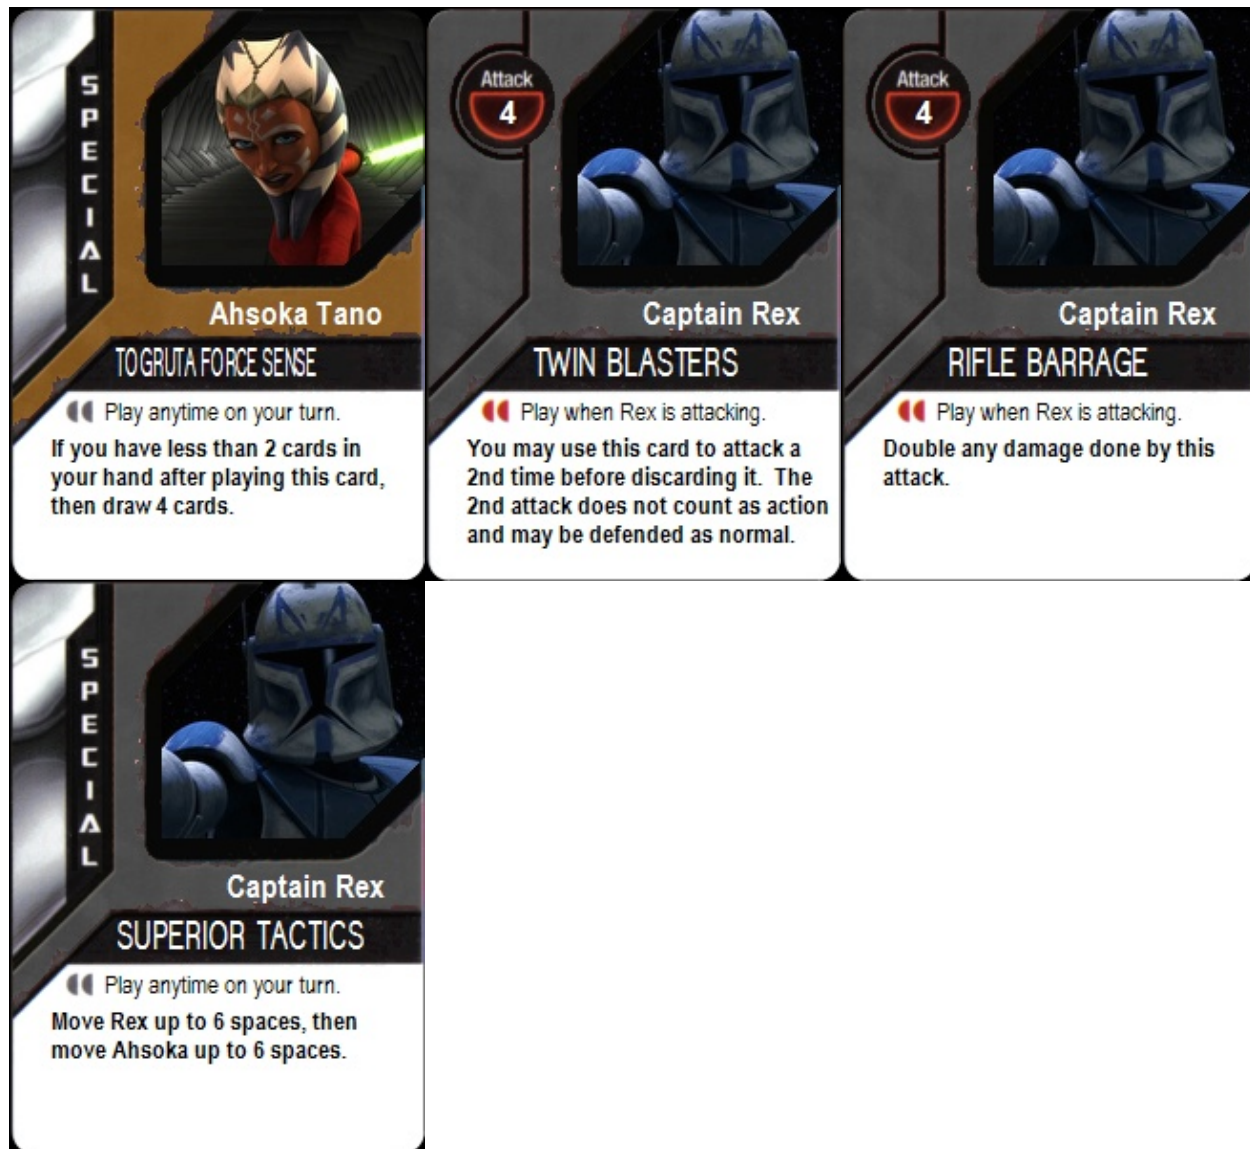 SPECIAL
Ahsoka Tano
TOGRUTA FORCE SENSE
Play anytime on your turn.
If you have less than 2 cards in
your hand after playing this card,
then draw 4 cards.
Attack
4
Captain Rex
TWIN BLASTERS
Play when Rex is attacking.
You may use this card to attack a
2nd time before discarding it. The
2nd attack does not count as action
and may be defended as normal.
Attack
4
Captain Rex
RIFLE BARRAGE
Play when Rex is attacking.
Double any damage done by this
attack.
SPECIAL
Captain Rex
SUPERIOR TACTICS
Play anytime on your turn.
Move Rex up to 6 spaces, then
move Ahsoka up to 6 spaces.